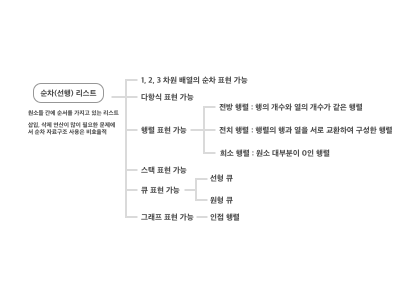 순차(선형) 리스트
원소들 간에 순서를 가지고 있는 리스트
삽입, 삭제 연산이 많이 필요한 문제에
서 순차 자료구조 사용은 비효율적
1, 2, 3 차원 배열의 순차 표현 가능
다항식 표현 가능
행렬 표현 가능
전방 행렬 : 행의 개수와 열의 개수가 같은 행렬
전치 행렬 : 행렬의 행과 열을 서로 교환하여 구성한 행렬
희소 행렬 : 원소 대부분이 0인 행렬
스택 표현 가능
큐 표현 가능
선형 큐
원형 큐
그래프 표현 가능
인접 행렬